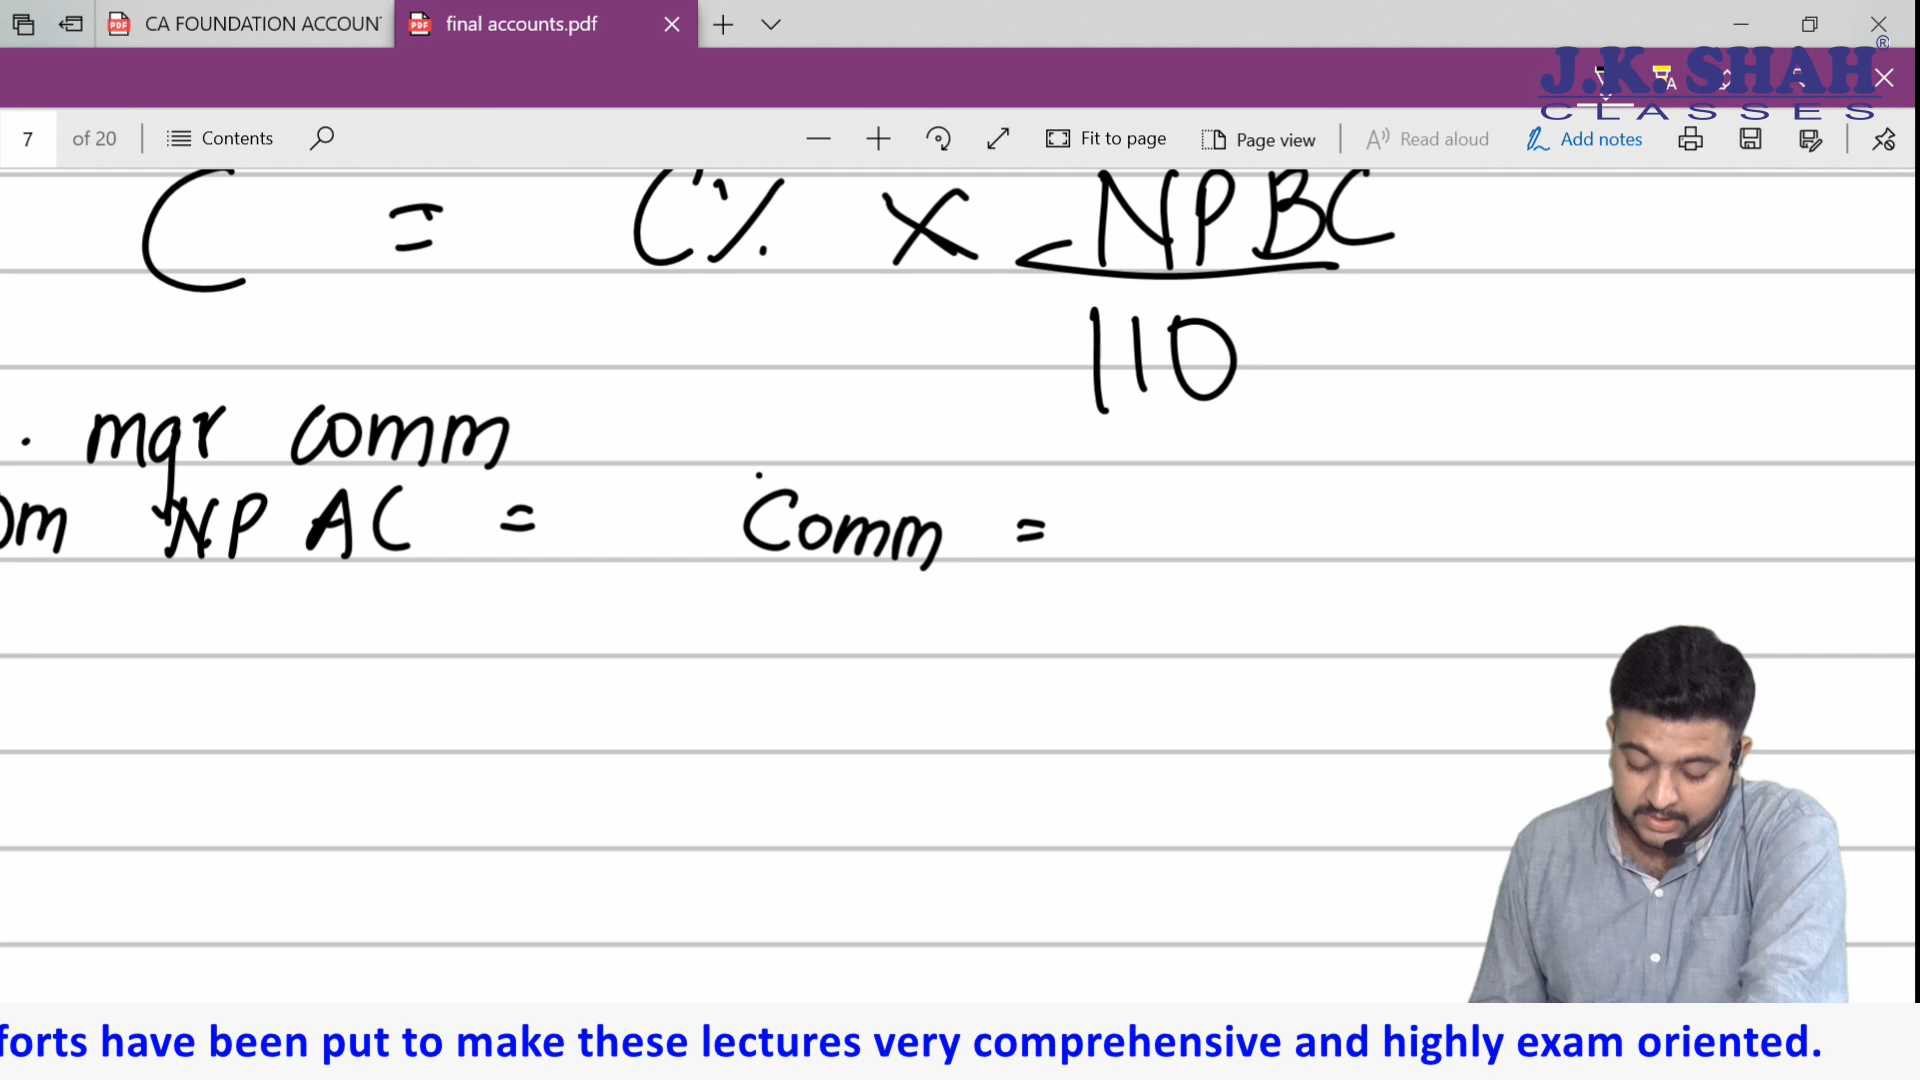 CA FOUNDATION ACCOUN
final accounts.pdf
J.K. SHAH®
CLASSES
7 of 20 Contents Fit to page Page view Read aloud Add notes
C = C% × NPBC
110
. mgr comm
om NP AC = Comm =
forts have been put to make these lectures very comprehensive and highly exam oriented.